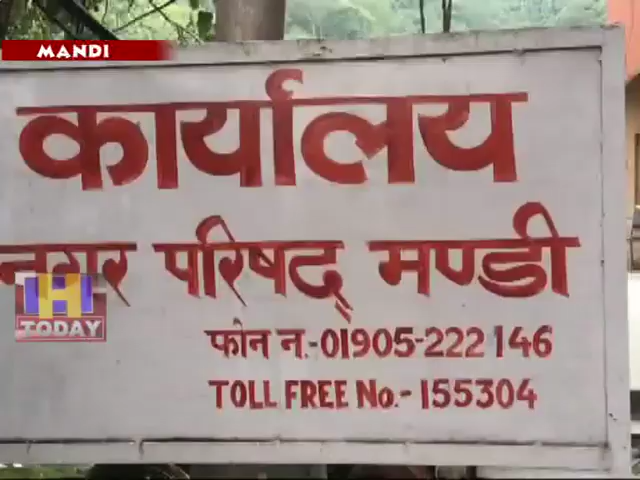 MANDI
कार्यालय
नगर परिषद् मण्डी
H
TODAY
फोन न.-01905-222146
TOLL FREE No.-155304